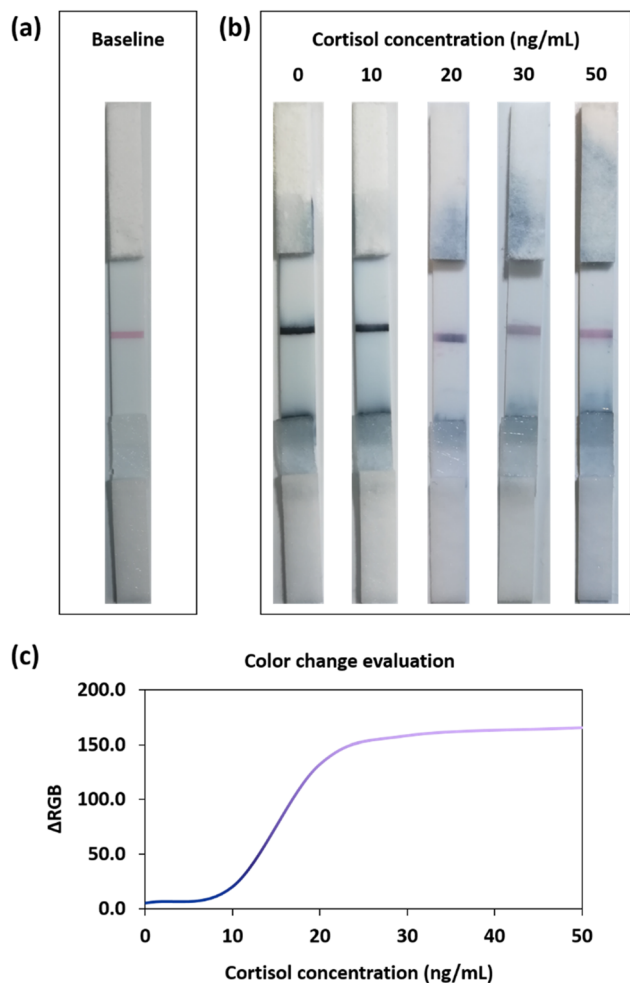 (a)
Baseline
(b)
Cortisol concentration (ng/mL)
0 10 20 30 50
(c)
Color change evaluation
200.0
150.0
100.0
50.0
0.0
ΔRGB
0 10 20 30 40 50
Cortisol concentration (ng/mL)